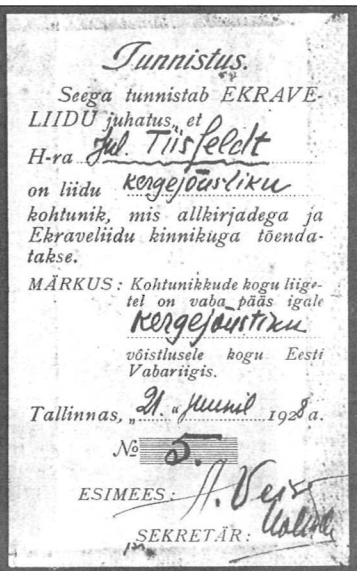 Tunnistus.
Seega tunnistab EKRAVE-
LIIDU juhatus, et
H-ra Jul. Tiisfeldt
on liidu kergejõustiku
kohtunik, mis allkirjadega ja
Ekraveliidu kinnikuga tõenda-
takse.
MÄRKUS: Kohtunikkude kogu liige-
tel on vaba pääs igale
kergejõustiku
võistlusele kogu Eesti
Vabariigis.
Tallinnas, „21." juunil 1928 a.
№ 5.
ESIMEES: A.
SEKRETÄR: